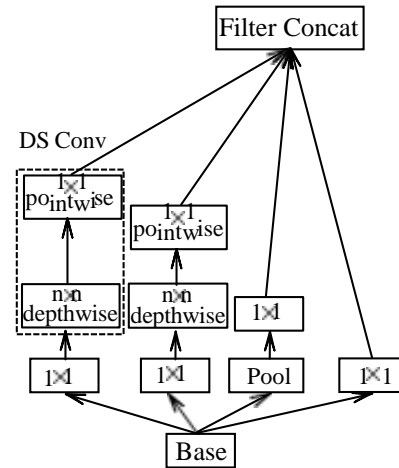 Filter Concat
DS Conv
1×1
pointwise
1×1
pointwise
n×n
depthwise
n×n
depthwise
1×1
1×1
1×1
Pool
1×1
Base